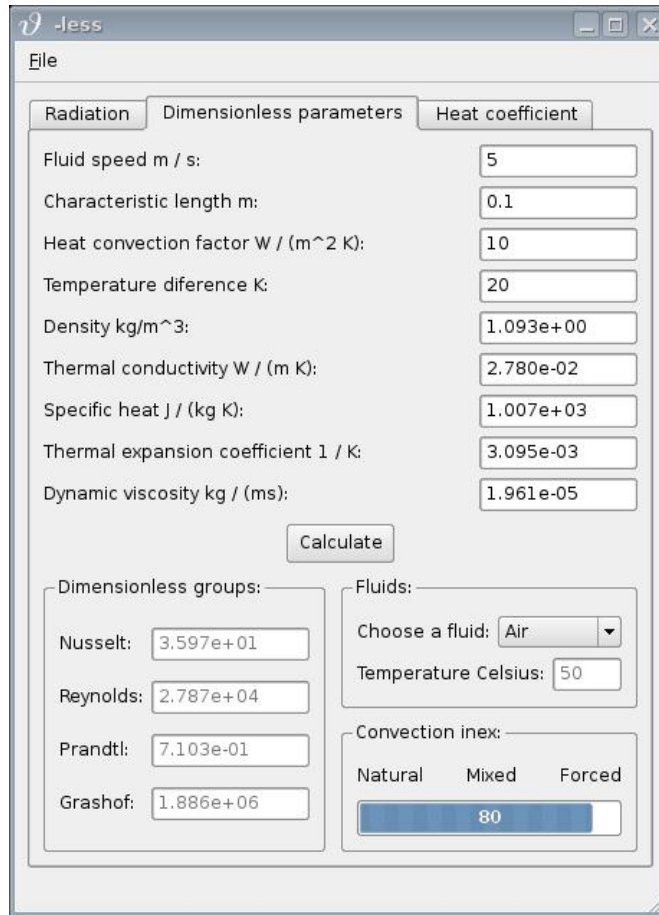 ϑ -less
File
Radiation Dimensionless parameters Heat coefficient
Fluid speed m / s: 5
Characteristic length m: 0.1
Heat convection factor W / (m^2 K): 10
Temperature diference K: 20
Density kg/m^3: 1.093e+00
Thermal conductivity W / (m K): 2.780e-02
Specific heat J / (kg K): 1.007e+03
Thermal expansion coefficient 1 / K: 3.095e-03
Dynamic viscosity kg / (ms): 1.961e-05
Calculate
Dimensionless groups:
Nusselt: 3.597e+01
Reynolds: 2.787e+04
Prandtl: 7.103e-01
Grashof: 1.886e+06
Fluids:
Choose a fluid: Air
Temperature Celsius: 50
Convection inex:
Natural Mixed Forced
80